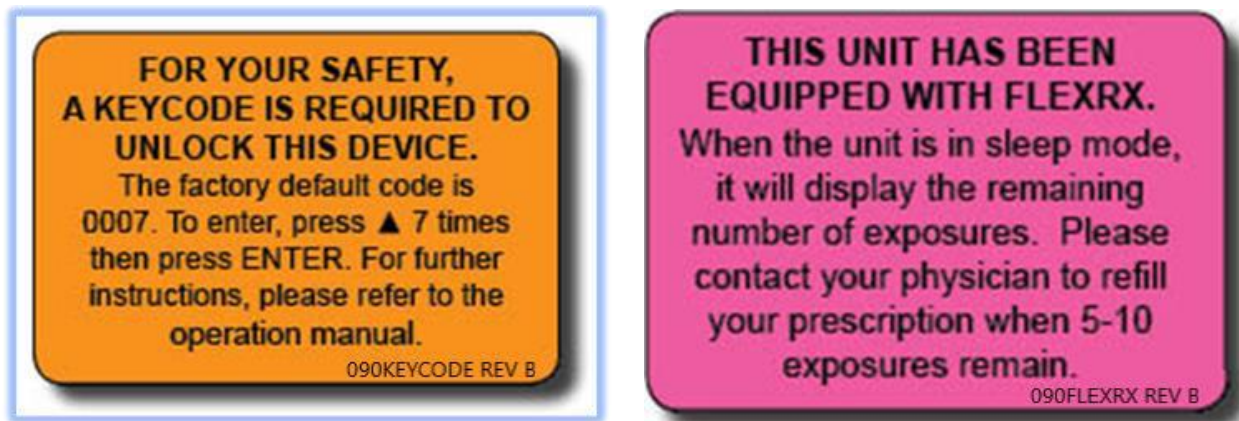 FOR YOUR SAFETY,
A KEYCODE IS REQUIRED TO
UNLOCK THIS DEVICE.
The factory default code is
0007. To enter, press ▲ 7 times
then press ENTER. For further
instructions, please refer to the
operation manual.
090KEYCODE REV B
THIS UNIT HAS BEEN
EQUIPPED WITH FLEXRX.
When the unit is in sleep mode,
it will display the remaining
number of exposures. Please
contact your physician to refill
your prescription when 5-10
exposures remain.
090FLEXRX REV B